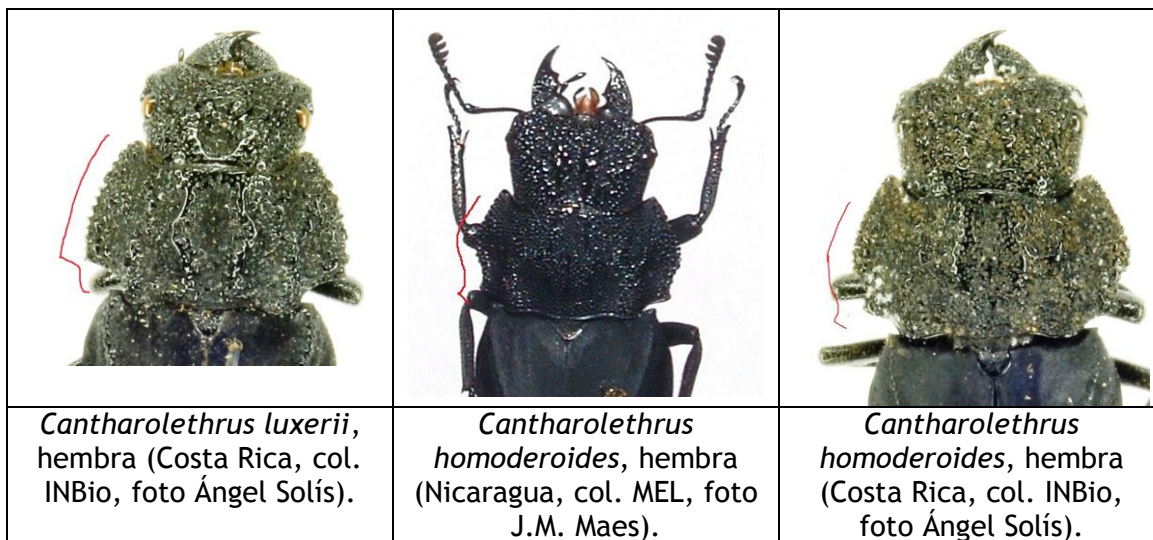 Cantharolethrus luxerii,
hembra (Costa Rica, col.
INBio, foto Ángel Solís).
Cantharolethrus
homoderoides, hembra
(Nicaragua, col. MEL, foto
J.M. Maes).
Cantharolethrus
homoderoides, hembra
(Costa Rica, col. INBio,
foto Ángel Solís).